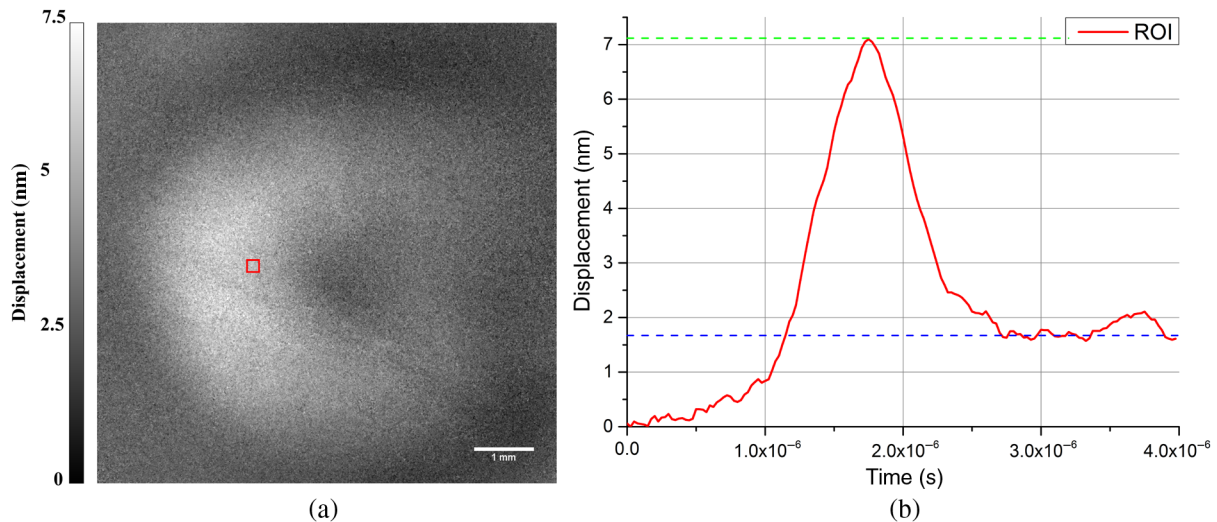 7.5
5
2.5
0
Displacement (nm)
1 mm
(a)
ROI
7
6
5
4
3
2
1
0
Displacement (nm)
0.0
1.0x10⁻⁶
2.0x10⁻⁶
3.0x10⁻⁶
4.0x10⁻⁶
Time (s)
(b)